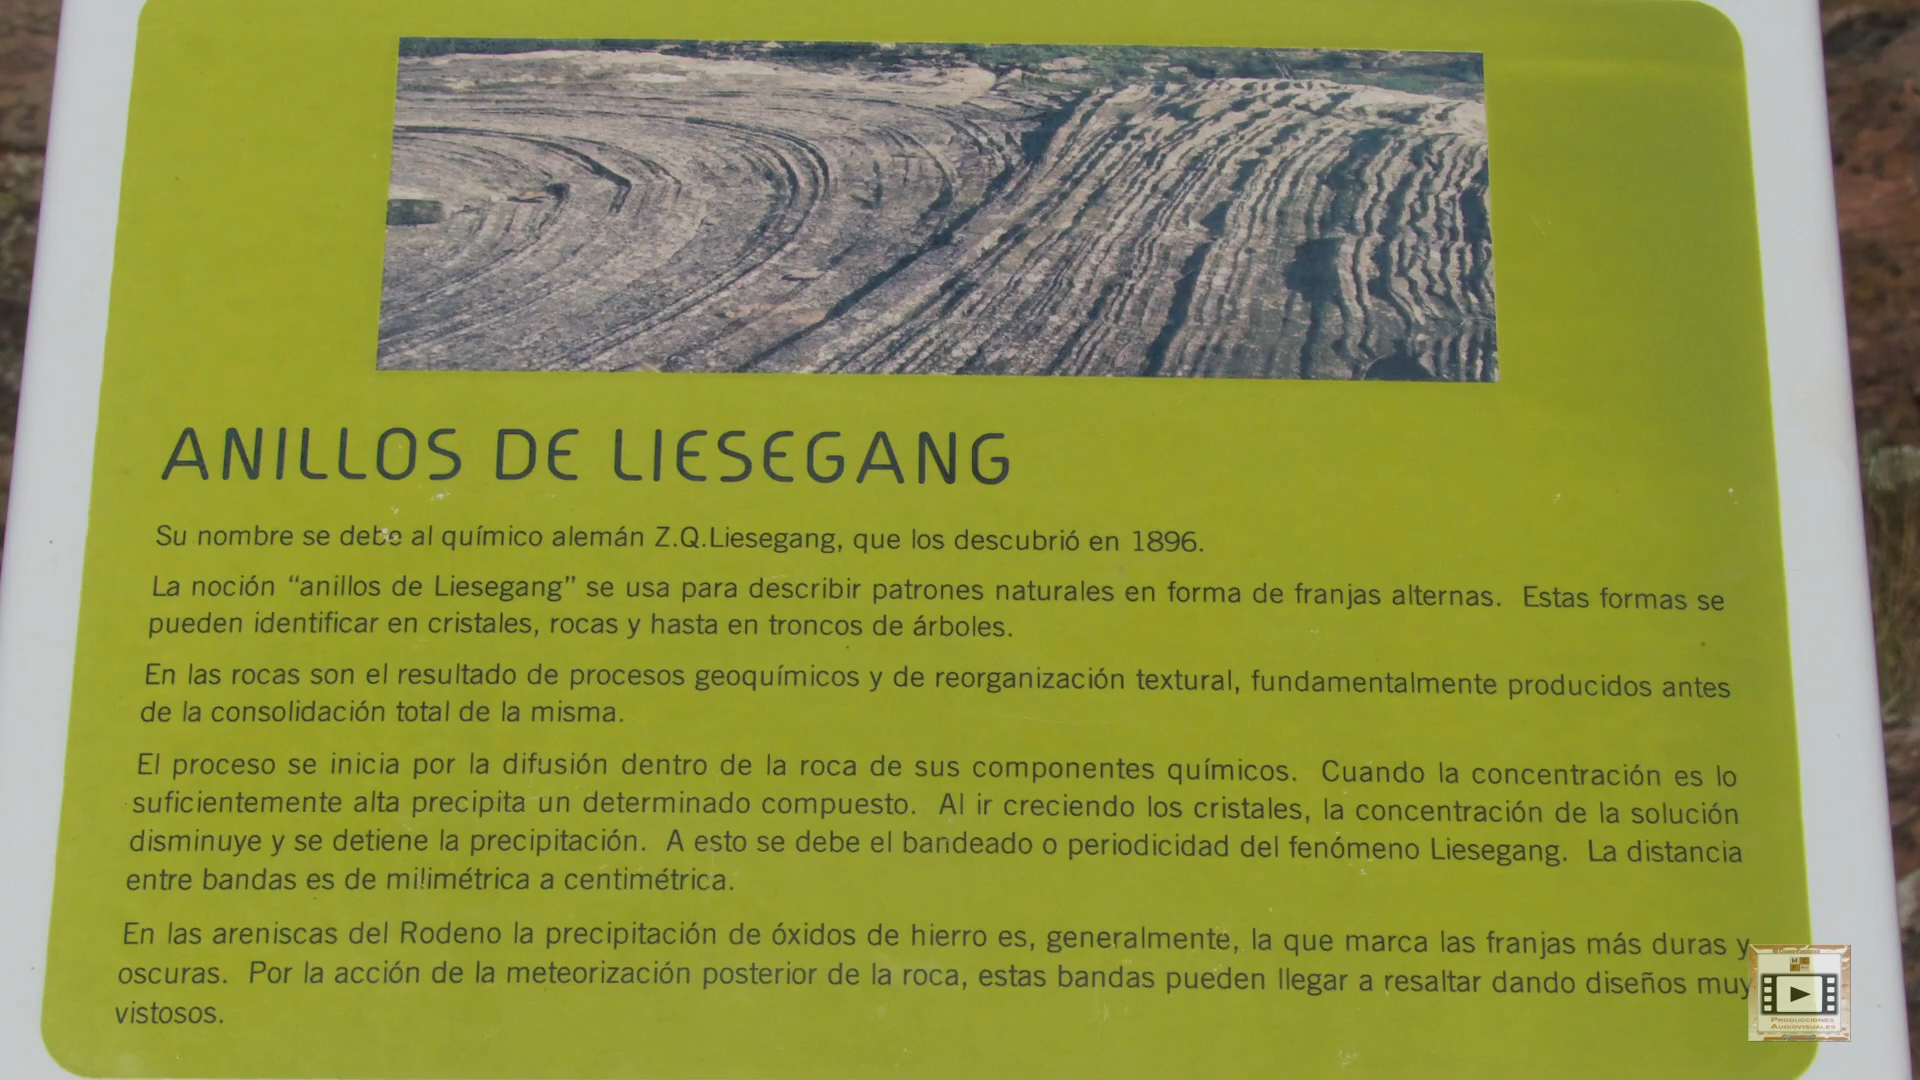 ANILLOS DE LIESEGANG
Su nombre se debe al químico alemán Z.Q.Liesegang, que los descubrió en 1896.
La noción “anillos de Liesegang” se usa para describir patrones naturales en forma de franjas alternas. Estas formas se
pueden identificar en cristales, rocas y hasta en troncos de árboles.
En las rocas son el resultado de procesos geoquímicos y de reorganización textural, fundamentalmente producidos antes
de la consolidación total de la misma.
El proceso se inicia por la difusión dentro de la roca de sus componentes químicos. Cuando la concentración es lo
suficientemente alta precipita un determinado compuesto. Al ir creciendo los cristales, la concentración de la solución
disminuye y se detiene la precipitación. A esto se debe el bandeado o periodicidad del fenómeno Liesegang. La distancia
entre bandas es de milimétrica a centimétrica.
En las areniscas del Rodeno la precipitación de óxidos de hierro es, generalmente, la que marca las franjas más duras y
oscuras. Por la acción de la meteorización posterior de la roca, estas bandas pueden llegar a resaltar dando diseños muy
vistosos.
PRODUCCIONES
AUDIOVISUALES